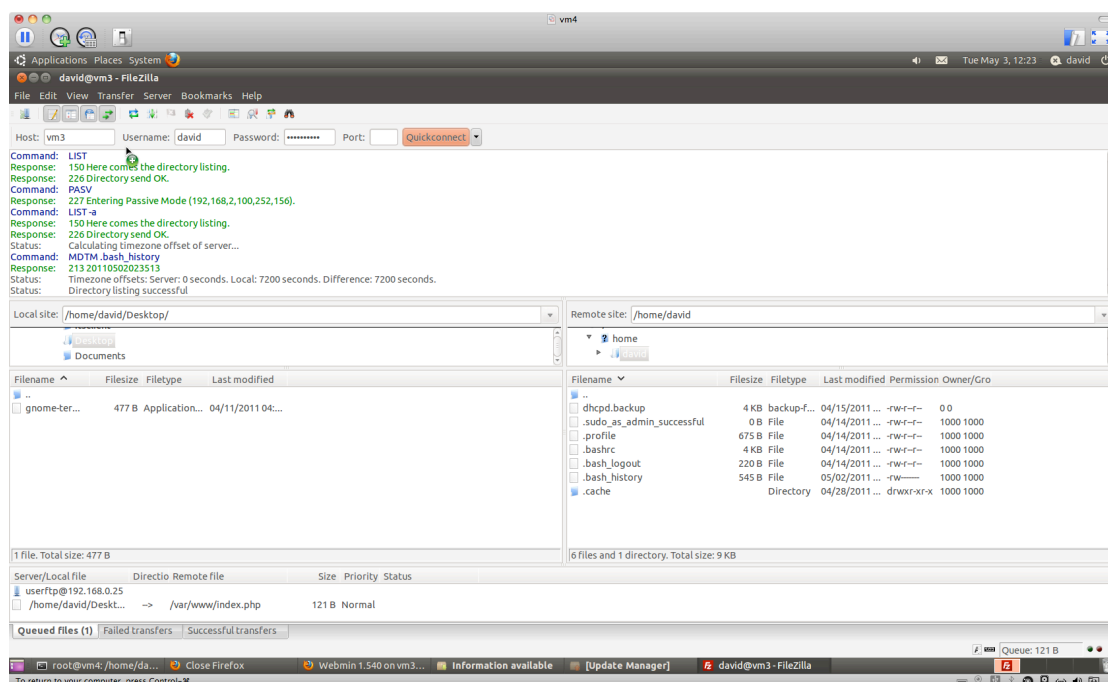 vm4
Applications Places System Tue May 3, 12:23 david
david@vm3 - FileZilla
File Edit View Transfer Server Bookmarks Help
Host: vm3 Username: david Password: •••••••••• Port: Quickconnect
Command: LIST
Response: 150 Here comes the directory listing.
Response: 226 Directory send OK.
Command: PASV
Response: 227 Entering Passive Mode (192,168,2,100,252,156).
Command: LIST -a
Response: 150 Here comes the directory listing.
Response: 226 Directory send OK.
Status: Calculating timezone offset of server...
Command: MDTM .bash_history
Response: 213 20110502023513
Status: Timezone offsets: Server: 0 seconds. Local: 7200 seconds. Difference: 7200 seconds.
Status: Directory listing successful
Local site: /home/david/Desktop/
Desktop
Documents
Remote site: /home/david
home
david
Filename Filesize Filetype Last modified
..
gnome-ter... 477 B Application... 04/11/2011 04:...
1 file. Total size: 477 B
Filename Filesize Filetype Last modified Permission Owner/Gro
..
dhcpd.backup 4 KB backup-f... 04/15/2011 ... -rw-r--r-- 0 0
.sudo_as_admin_successful 0 B File 04/14/2011 ... -rw-r--r-- 1000 1000
.profile 675 B File 04/14/2011 ... -rw-r--r-- 1000 1000
.bashrc 4 KB File 04/14/2011 ... -rw-r--r-- 1000 1000
.bash_logout 220 B File 04/14/2011 ... -rw-r--r-- 1000 1000
.bash_history 545 B File 05/02/2011 ... -rw------- 1000 1000
.cache Directory 04/28/2011 ... drwxr-xr-x 1000 1000
6 files and 1 directory. Total size: 9 KB
Server/Local file Directio Remote file Size Priority Status
userftp@192.168.0.25
/home/david/Deskt... --> /var/www/index.php 121 B Normal
Queued files (1) Failed transfers Successful transfers
Queue: 121 B
root@vm4: /home/da... Close Firefox Webmin 1.540 on vm3... Information available [Update Manager] david@vm3 - FileZilla
To return to your computer, press Control-⌘